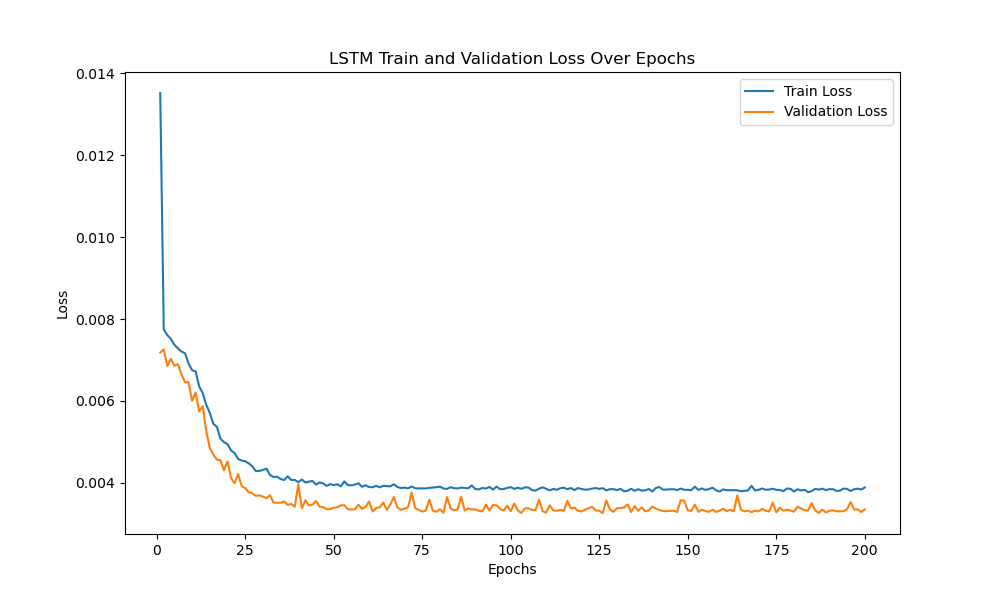 LSTM Train and Validation Loss Over Epochs
Train Loss
Validation Loss
0.014
0.012
0.010
0.008
0.006
0.004
Loss
0 25 50 75 100 125 150 175 200
Epochs